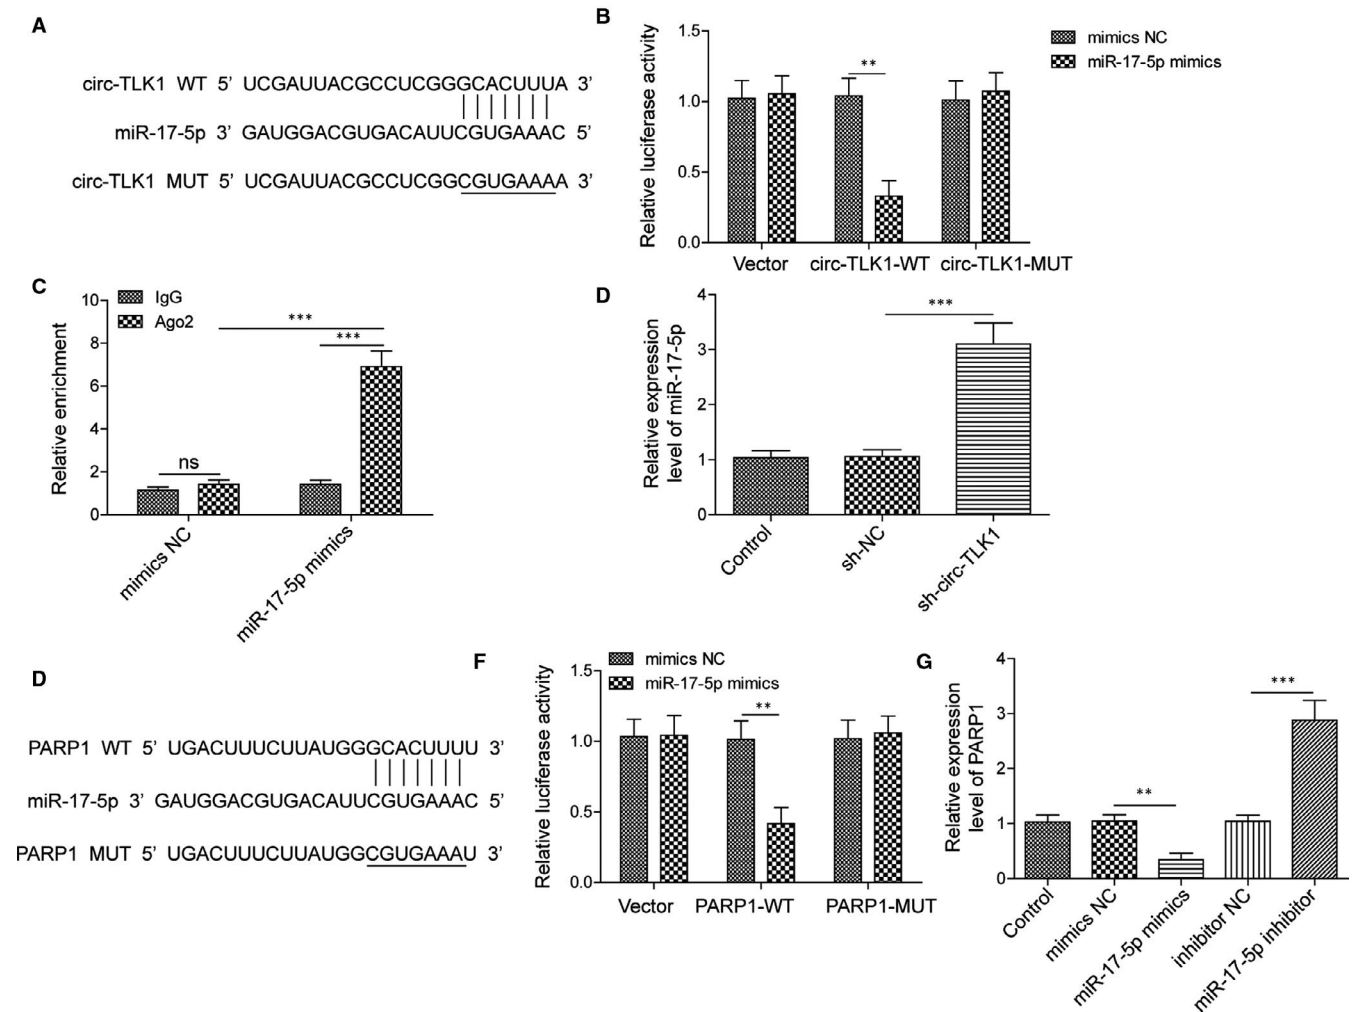 A
circ-TLK1 WT 5’ UCGAUUACGCCUCGGGCACUUUA 3’
miR-17-5p 3’ GAUGGACGUGACAUUCGUGAAAC 5’
circ-TLK1 MUT 5’ UCGAUUACGCCUCGGCGUGAAAA 3’
B
Relative luciferase activity
1.5
1.0
0.5
0.0
**
Vector circ-TLK1-WT circ-TLK1-MUT
mimics NC
miR-17-5p mimics
C
Relative enrichment
10
8
6
4
2
0
IgG
Ago2
***
***
ns
mimics NC
miR-17-5p mimics
D
Relative expression
level of miR-17-5p
4
3
2
1
0
***
Control
sh-NC
sh-circ-TLK1
D
PARP1 WT 5’ UGACUUUCUUAUGGGCACUUUU 3’
miR-17-5p 3’ GAUGGACGUGACAUUCGUGAAAC 5’
PARP1 MUT 5’ UGACUUUCUUAUGGCGUGAAAU 3’
F
Relative luciferase activity
1.5
1.0
0.5
0.0
mimics NC
miR-17-5p mimics
**
Vector PARP1-WT PARP1-MUT
G
Relative expression
level of PARP1
4
3
2
1
0
**
***
Control
mimics NC
miR-17-5p mimics
inhibitor NC
miR-17-5p inhibitor